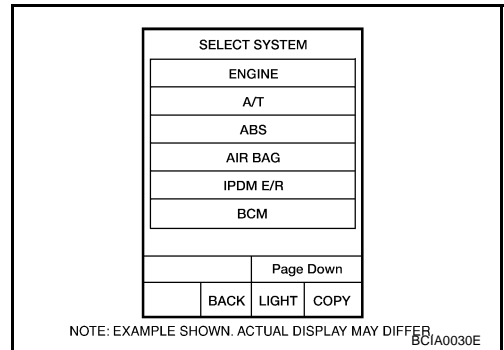 SELECT SYSTEM
ENGINE
A/T
ABS
AIR BAG
IPDM E/R
BCM
Page Down
BACK LIGHT COPY
NOTE: EXAMPLE SHOWN. ACTUAL DISPLAY MAY DIFFER.
BCIA0030E